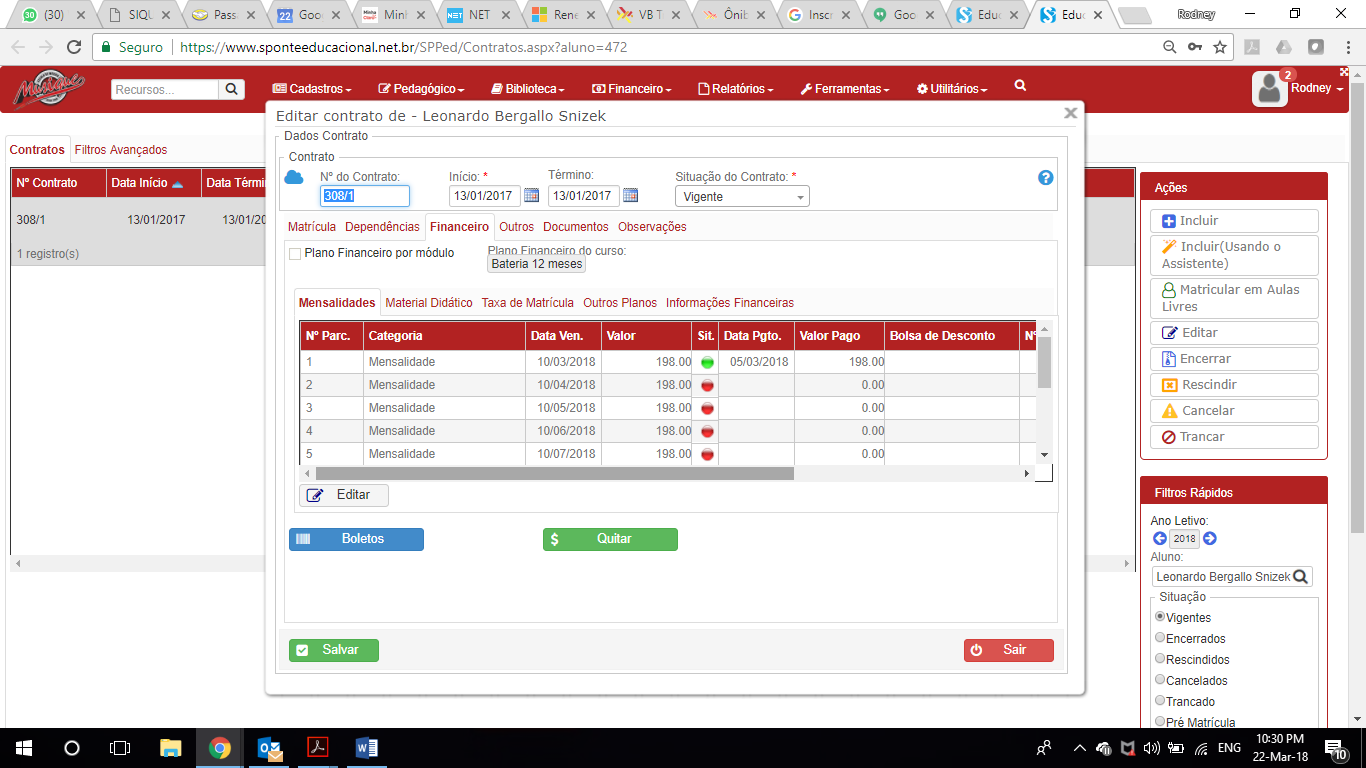 (30) SIQU Pass Goog Minh NET Rene VB T Ônib Inscr Goo Educ Educ Rodney
Seguro https://www.sponteeducacional.net.br/SPPed/Contratos.aspx?aluno=472
Musique Recursos... Cadastros Pedagógico Biblioteca Financeiro Relatórios Ferramentas Utilitários 2 Rodney
Editar contrato de - Leonardo Bergallo Snizek
Dados Contrato
Contrato
Nº do Contrato: Início: * Término: Situação do Contrato: *
308/1 13/01/2017 13/01/2017 Vigente
Matrícula Dependências Financeiro Outros Documentos Observações
Plano Financeiro por módulo Plano Financeiro do curso:
Bateria 12 meses
Mensalidades Material Didático Taxa de Matrícula Outros Planos Informações Financeiras
Nº Parc. Categoria Data Ven. Valor Sit. Data Pgto. Valor Pago Bolsa de Desconto Nº
1 Mensalidade 10/03/2018 198.00 05/03/2018 198.00
2 Mensalidade 10/04/2018 198.00 0.00
3 Mensalidade 10/05/2018 198.00 0.00
4 Mensalidade 10/06/2018 198.00 0.00
5 Mensalidade 10/07/2018 198.00 0.00
Editar
Boletos Quitar
Salvar Sair
Contratos Filtros Avançados
Nº Contrato Data Início Data Térmi
308/1 13/01/2017 13/01/20
1 registro(s)
Ações
Incluir
Incluir(Usando o
Assistente)
Matricular em Aulas
Livres
Editar
Encerrar
Rescindir
Cancelar
Trancar
Filtros Rápidos
Ano Letivo:
2018
Aluno:
Leonardo Bergallo Snizek
Situação
Vigentes
Encerrados
Rescindidos
Cancelados
Trancado
Pré Matrícula
ENG 10:30 PM
22-Mar-18 10